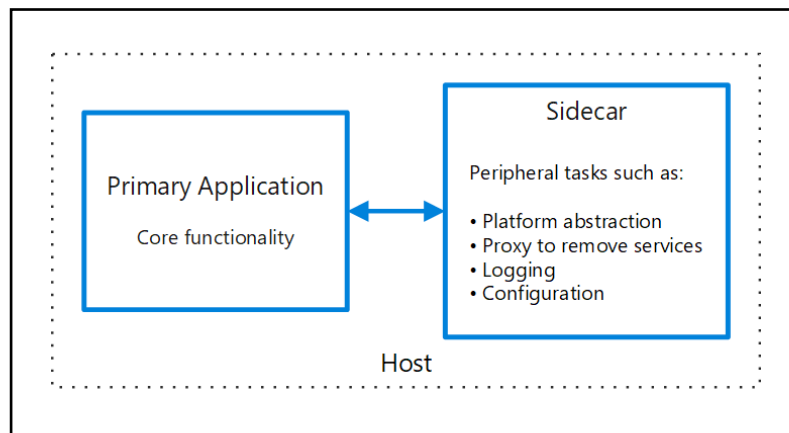 Primary Application
Core functionality
Sidecar
Peripheral tasks such as:
• Platform abstraction
• Proxy to remove services
• Logging
• Configuration
Host